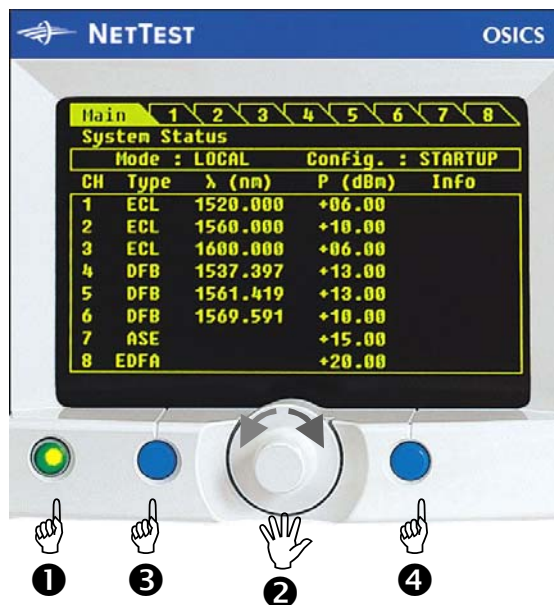 NETTEST OSICS
Main 1 2 3 4 5 6 7 8
System Status
Mode : LOCAL Config. : STARTUP
CH Type λ (nm) P (dBm) Info
1 ECL 1520.000 +06.00
2 ECL 1560.000 +10.00
3 ECL 1600.000 +06.00
4 DFB 1537.397 +13.00
5 DFB 1561.419 +13.00
6 DFB 1569.591 +10.00
7 ASE +15.00
8 EDFA +20.00
❶ ❸ ❷ ❹